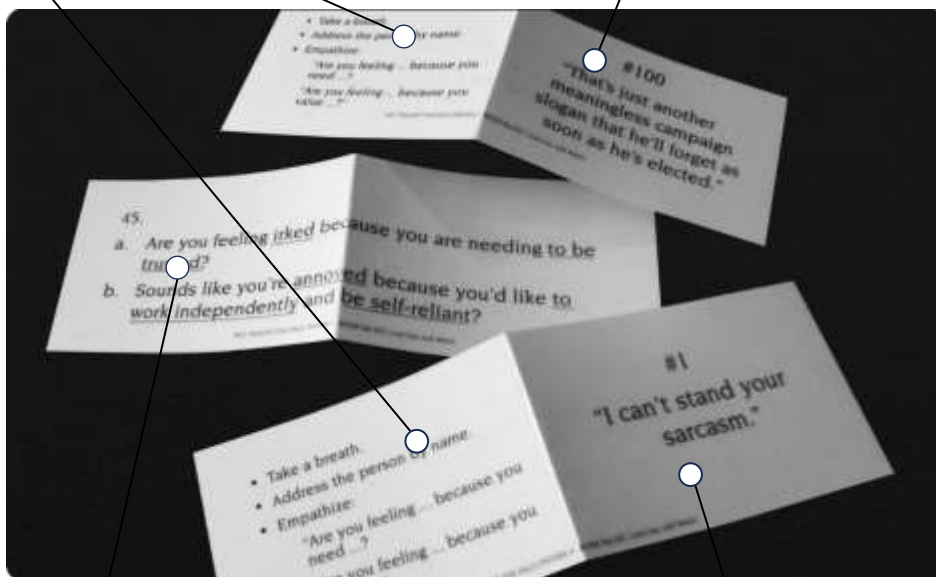 • Take a breath.
• Address the person by name.
• Empathize:
"Are you feeling ... because you
need ...?
"Are you feeling ... because you
value ...?"
#100
"That's just another
meaningless campaign
slogan that he'll forget as
soon as he's elected."
45.
a. Are you feeling irked because you are needing to be
trusted?
b. Sounds like you're annoyed because you'd like to
work independently and be self-reliant?
• Take a breath.
• Address the person by name.
• Empathize:
"Are you feeling ... because you
need ...?
you feeling ... because you
#1
"I can't stand your
sarcasm."